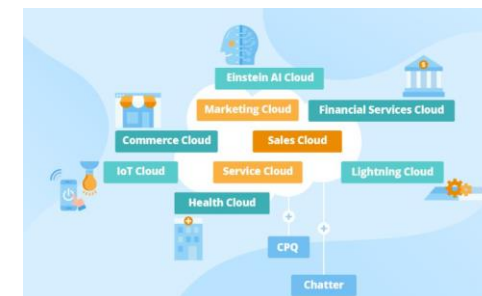 Einstein AI Cloud
Marketing Cloud
Financial Services Cloud
Commerce Cloud
Sales Cloud
IoT Cloud
Service Cloud
Lightning Cloud
Health Cloud
CPQ
Chatter